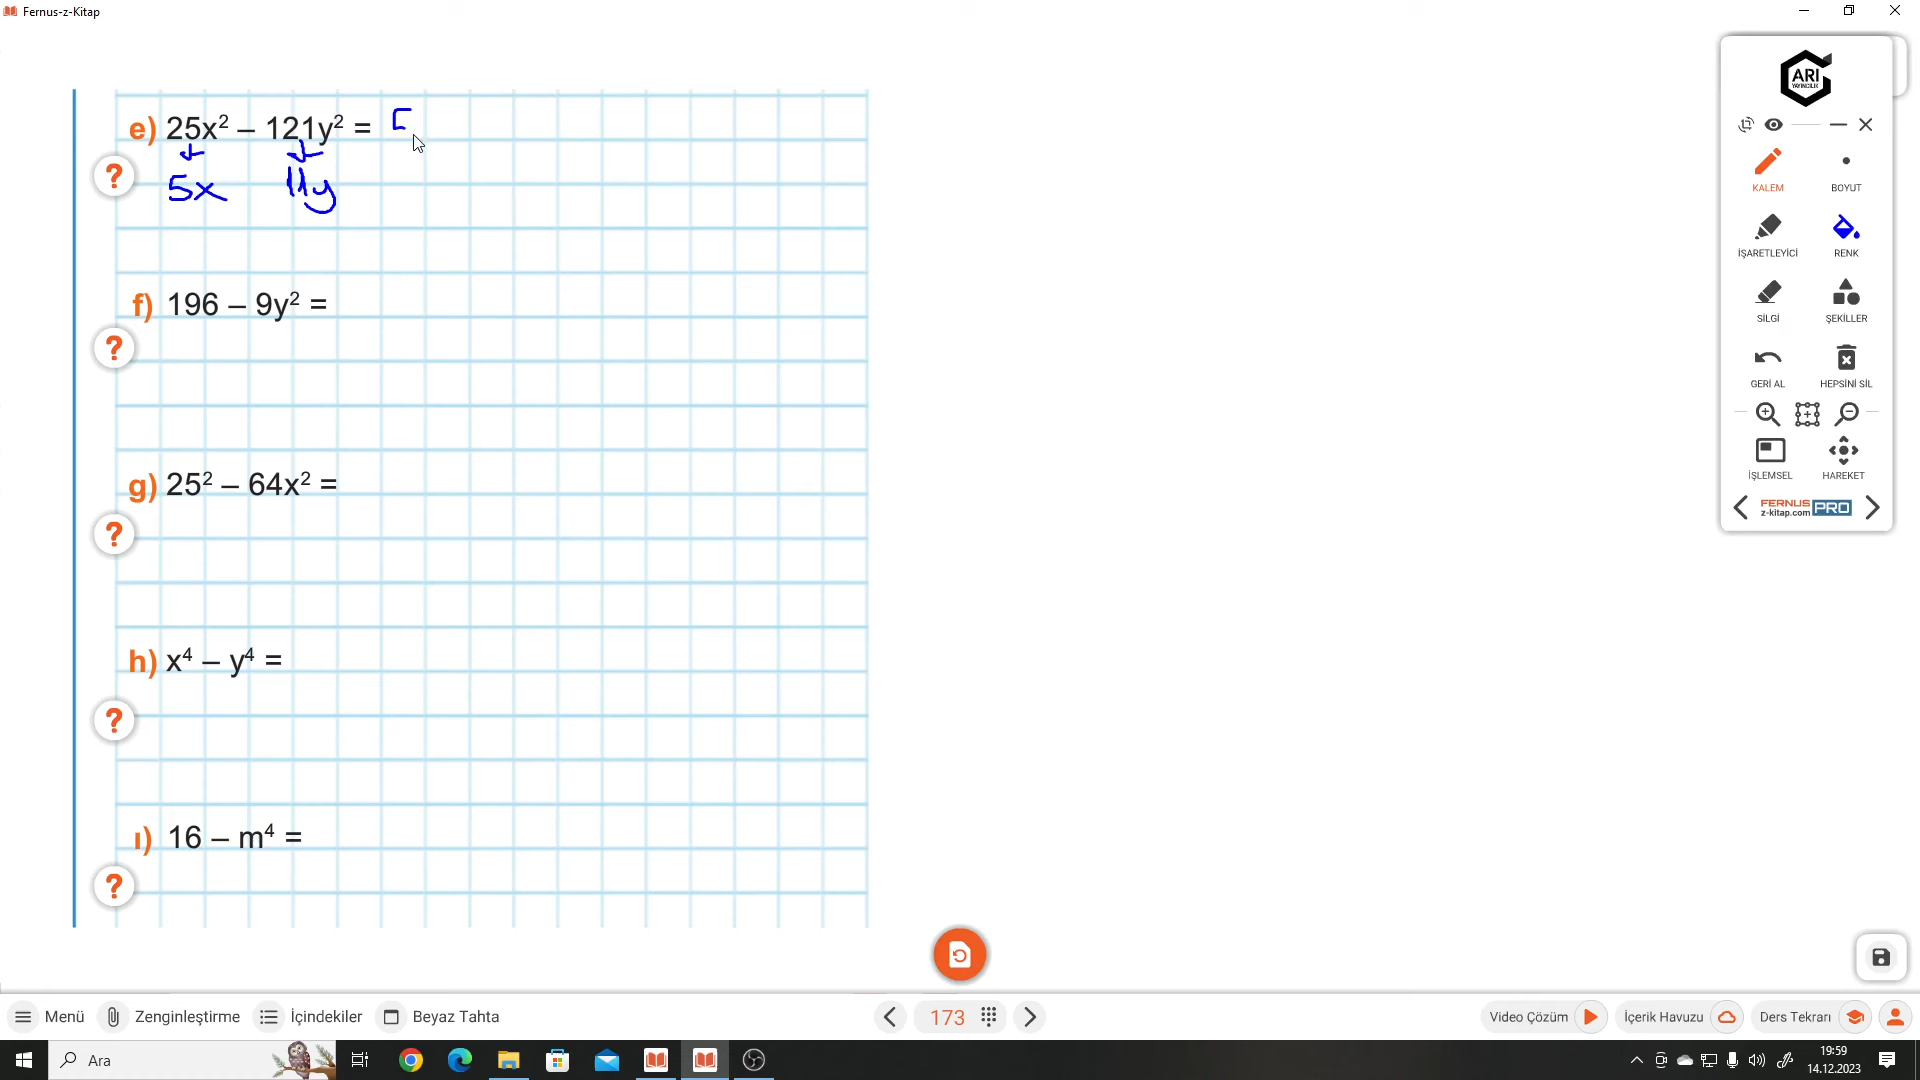 Fernus-z-Kitap
ARI
YAYINCILIK
e) 25x² – 121y² =
5x 11y
f) 196 – 9y² =
g) 25² – 64x² =
h) x⁴ – y⁴ =
ı) 16 – m⁴ =
KALEM BOYUT
İŞARETLEYİCİ RENK
SİLGİ ŞEKİLLER
GERİ AL HEPSİNİ SİL
İŞLEMSEL HAREKET
FERNUS
z-kitap.com PRO
Menü Zenginleştirme İçindekiler Beyaz Tahta 173 Video Çözüm İçerik Havuzu Ders Tekrarı
Ara
19:59
14.12.2023